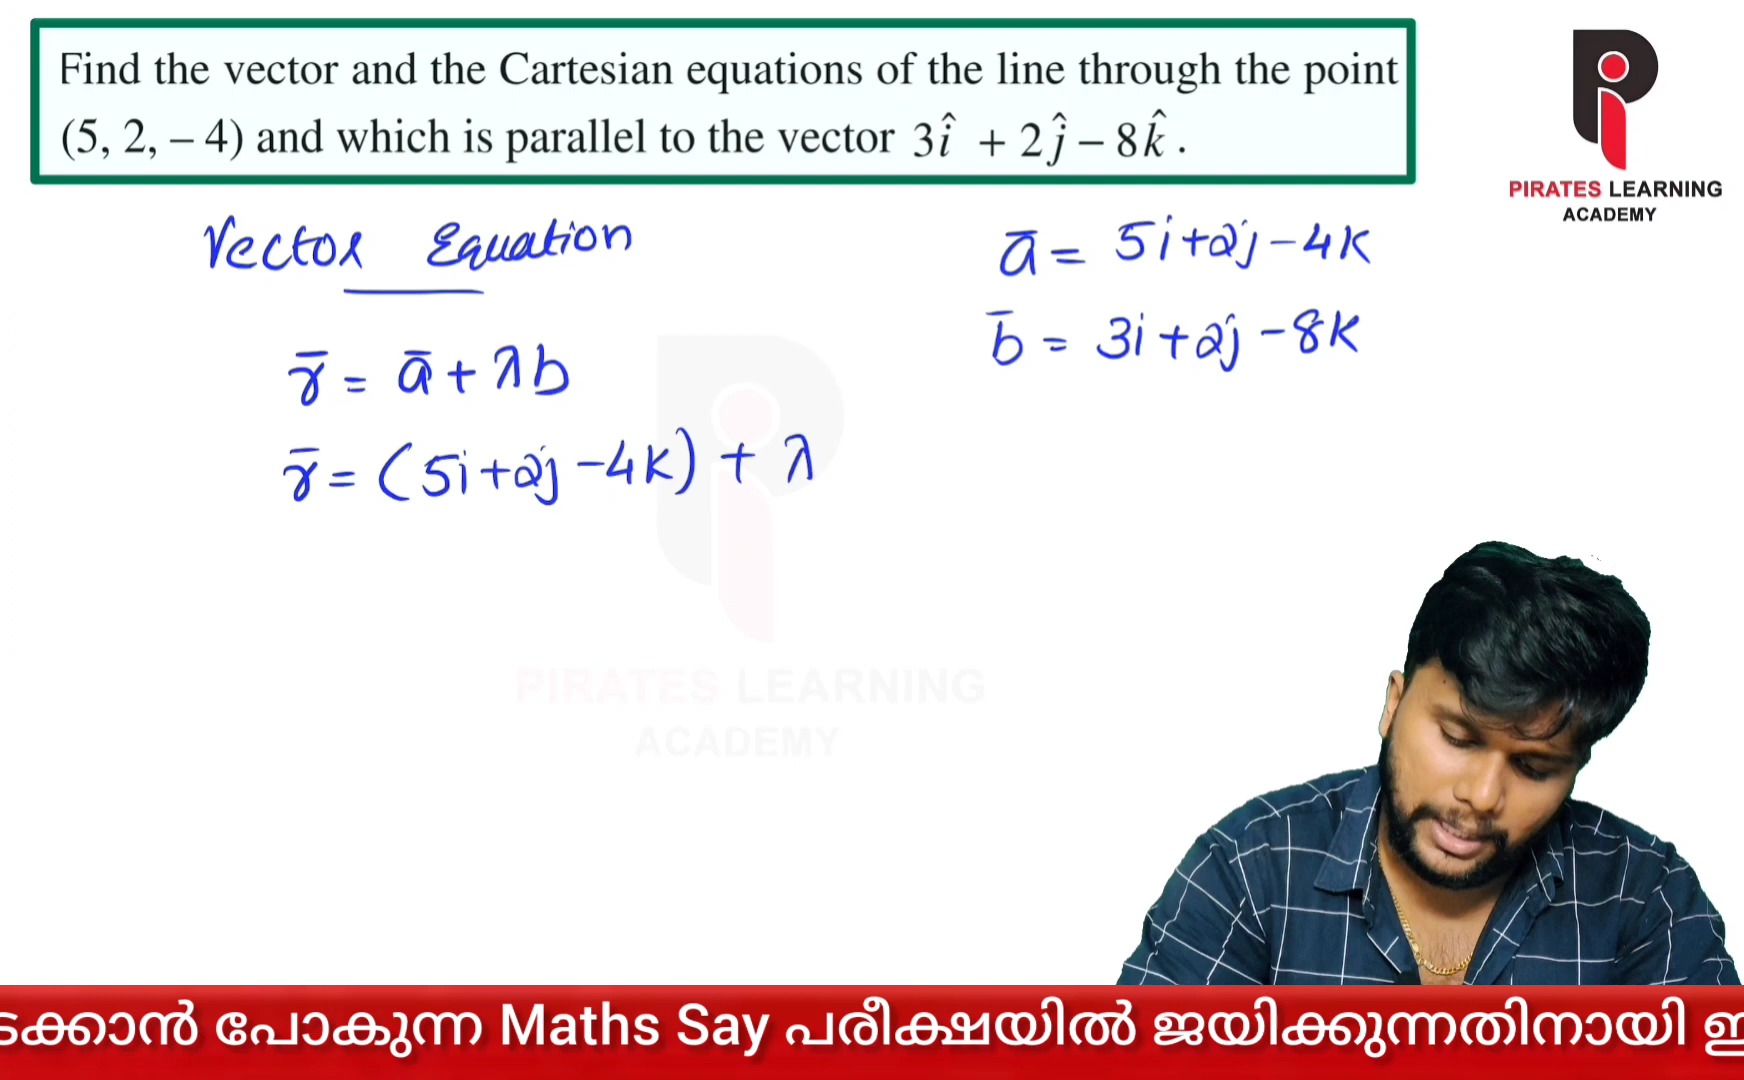 Find the vector and the Cartesian equations of the line through the point
(5, 2, – 4) and which is parallel to the vector 3î + 2ĵ – 8k̂ .
PIRATES LEARNING
ACADEMY
Vector Equation
ā = 5i+2j-4k
b̄ = 3i+2j-8k
r̄ = ā + λb
r̄ = (5i+2j-4k) + λ
PIRATES LEARNING
ACADEMY
ടക്കാൻ പോകുന്ന Maths Say പരീക്ഷയിൽ ജയിക്കുന്നതിനായി ഇ